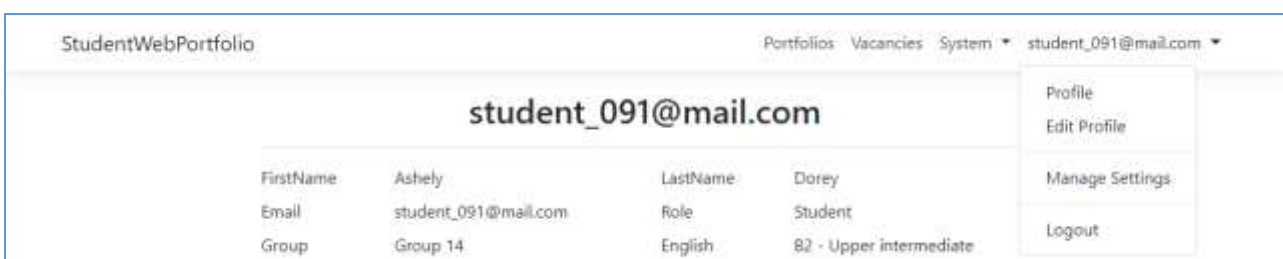 StudentWebPortfolio Portfolios Vacancies System student_091@mail.com
student_091@mail.com
Profile
Edit Profile
Manage Settings
Logout
FirstName Ashely LastName Dorey
Email student_091@mail.com Role Student
Group Group 14 English B2 - Upper intermediate